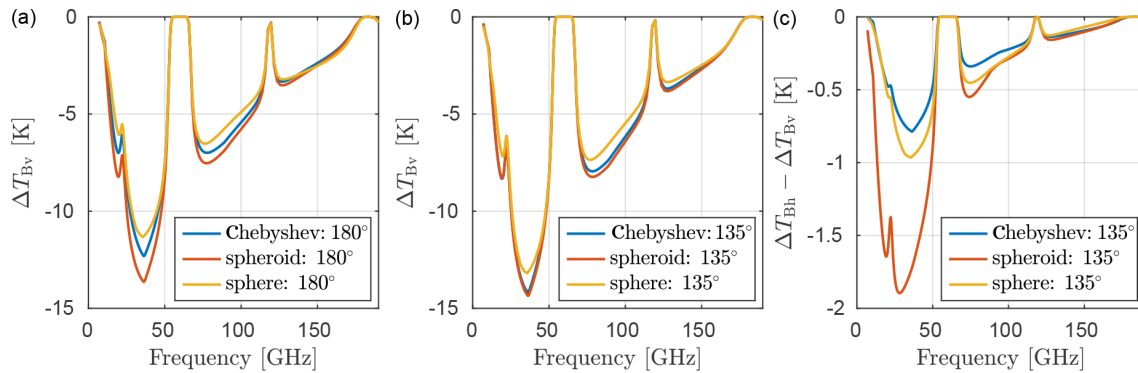 (a)
0
-5
-10
-15
ΔT_Bv [K]
Chebyshev: 180°
spheroid: 180°
sphere: 180°
0 50 100 150
Frequency [GHz]
(b)
0
-5
-10
-15
ΔT_Bv [K]
Chebyshev: 135°
spheroid: 135°
sphere: 135°
0 50 100 150
Frequency [GHz]
(c)
0
-0.5
-1
-1.5
-2
ΔT_Bh − ΔT_Bv [K]
Chebyshev: 135°
spheroid: 135°
sphere: 135°
0 50 100 150
Frequency [GHz]